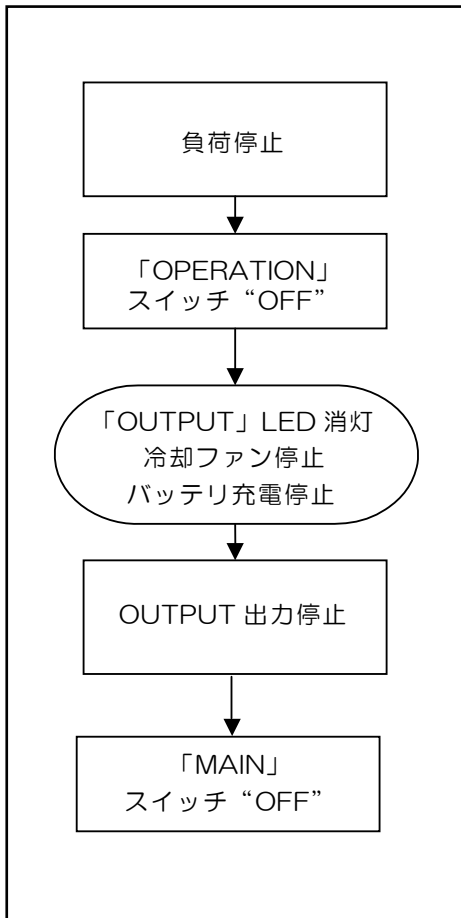 負荷停止
「OPERATION」
スイッチ“OFF”
「OUTPUT」LED 消灯
冷却ファン停止
バッテリ充電停止
OUTPUT 出力停止
「MAIN」
スイッチ“OFF”